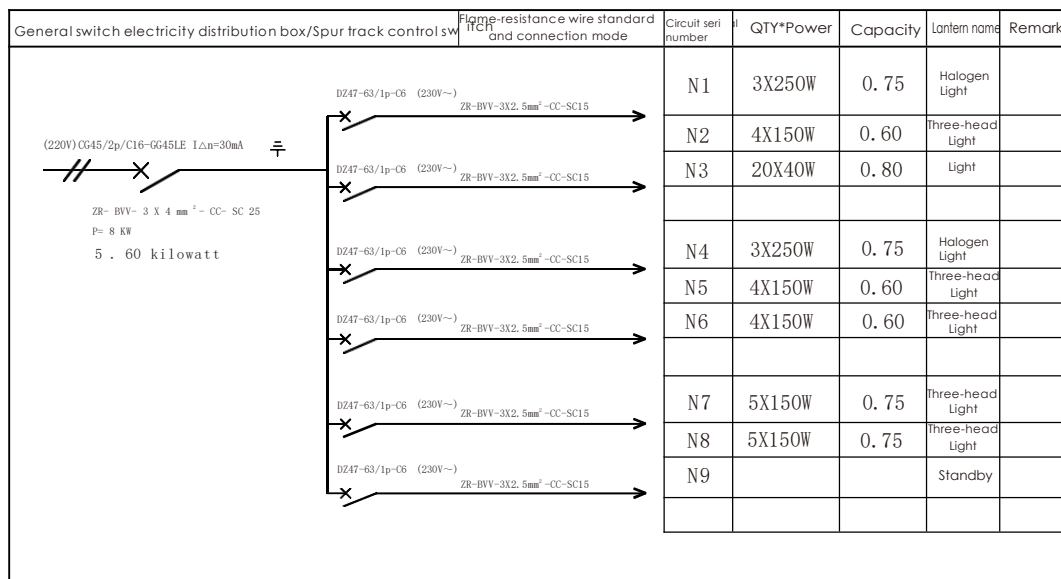 General switch electricity distribution box/Spur track control switch
Flame-resistance wire standard
and connection mode
Circuit serial
number
QTY*Power
Capacity
Lantern name
Remark
DZ47-63/1p-C6 (230V~)
ZR-BVV-3X2.5mm²-CC-SC15
N1 3X250W 0.75 Halogen
Light
(220V)CG45/2p/C16-GG45LE I△n=30mA
N2 4X150W 0.60 Three-head
Light
DZ47-63/1p-C6 (230V~)
ZR-BVV-3X2.5mm²-CC-SC15
N3 20X40W 0.80 Light
ZR- BVV- 3 X 4 mm²- CC- SC 25
P= 8 KW
5 . 60 kilowatt
DZ47-63/1p-C6 (230V~)
ZR-BVV-3X2.5mm²-CC-SC15
N4 3X250W 0.75 Halogen
Light
N5 4X150W 0.60 Three-head
Light
DZ47-63/1p-C6 (230V~)
ZR-BVV-3X2.5mm²-CC-SC15
N6 4X150W 0.60 Three-head
Light
DZ47-63/1p-C6 (230V~)
ZR-BVV-3X2.5mm²-CC-SC15
N7 5X150W 0.75 Three-head
Light
N8 5X150W 0.75 Three-head
Light
DZ47-63/1p-C6 (230V~)
ZR-BVV-3X2.5mm²-CC-SC15
N9 Standby